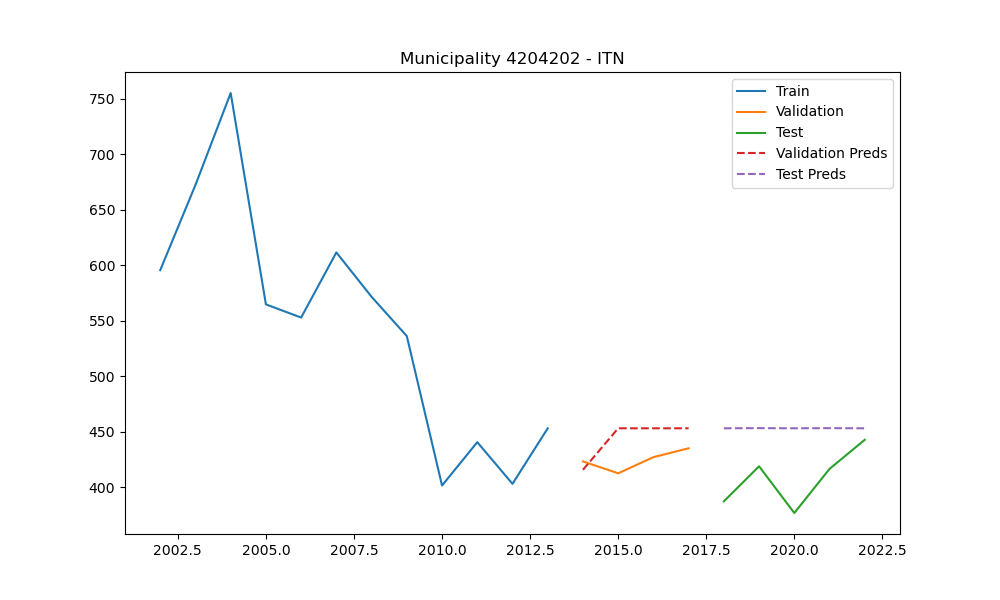 Municipality 4204202 - ITN
Train
Validation
Test
Validation Preds
Test Preds
750
700
650
600
550
500
450
400
2002.5 2005.0 2007.5 2010.0 2012.5 2015.0 2017.5 2020.0 2022.5